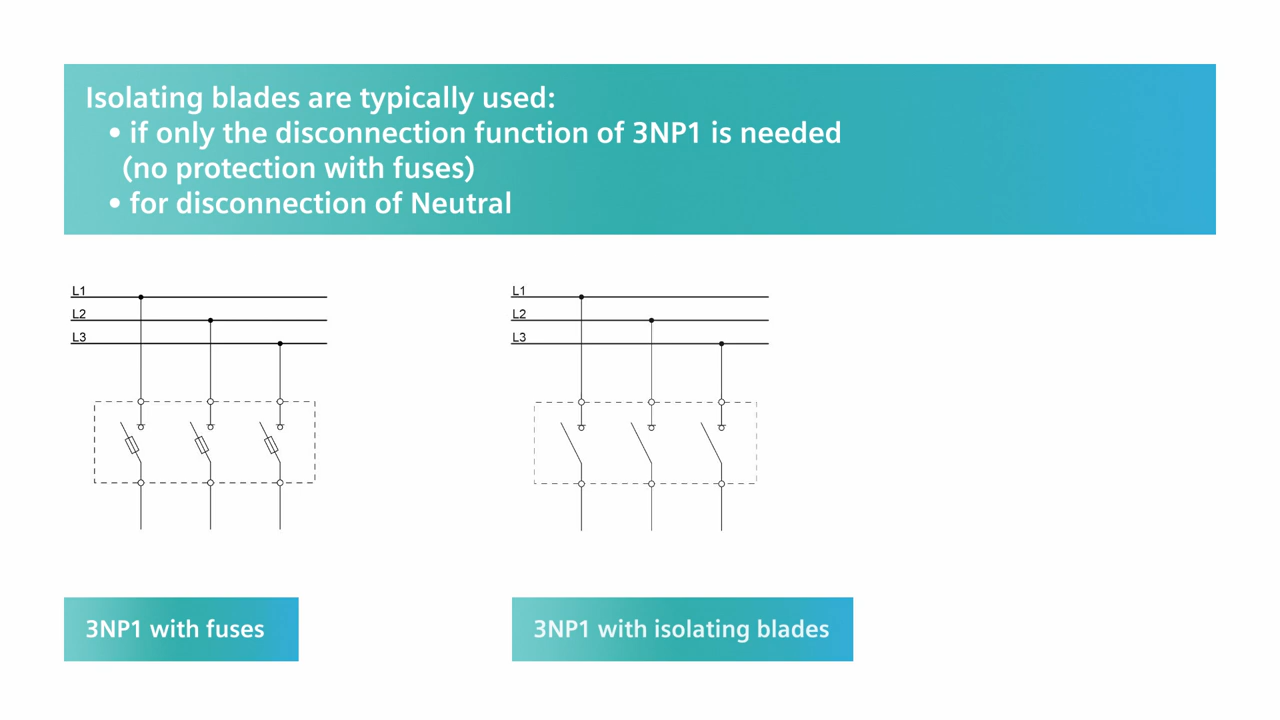 Isolating blades are typically used:
• if only the disconnection function of 3NP1 is needed
(no protection with fuses)
• for disconnection of Neutral
L1
L2
L3
L1
L2
L3
3NP1 with fuses
3NP1 with isolating blades